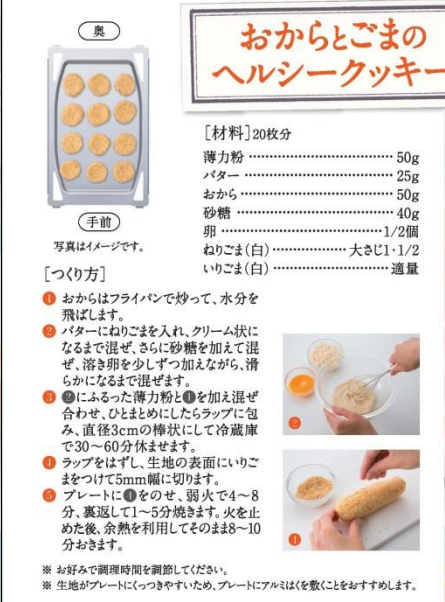 奥
手前
写真はイメージです。
おからとごまの
ヘルシークッキー
[材料]20枚分
薄力粉 …………………………… 50g
バター …………………………… 25g
おから …………………………… 50g
砂糖 ……………………………… 40g
卵 ……………………………… 1/2個
ねりごま(白) ……………… 大さじ1·1/2
いりごま(白) ……………………… 適量
[つくり方]
❶ おからはフライパンで炒って、水分を
飛ばします。
❷ バターにねりごまを入れ、クリーム状に
なるまで混ぜ、さらに砂糖を加えて混
ぜ、溶き卵を少しずつ加えながら、滑
らかになるまで混ぜます。
❸ ❷にふるった薄力粉と❶を加え混ぜ
合わせ、ひとまとめにしたらラップに包
み、直径3cmの棒状にして冷蔵庫
で30〜60分休ませます。
❹ ラップをはずし、生地の表面にいりご
まをつけて5mm幅に切ります。
❺ プレートに❹をのせ、弱火で4〜8
分、裏返して1〜5分焼きます。火を止
めた後、余熱を利用してそのまま8〜10
分おきます。
❷
❹
※ お好みで調理時間を調節してください。
※ 生地がプレートにくっつきやすいため、プレートにアルミはくを敷くことをおすすめします。